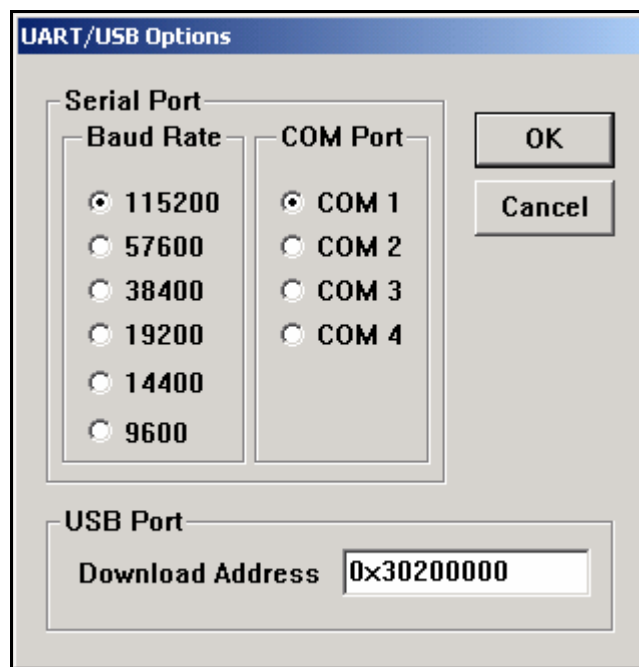 UART/USB Options
Serial Port
Baud Rate
115200
57600
38400
19200
14400
9600
COM Port
COM 1
COM 2
COM 3
COM 4
OK
Cancel
USB Port
Download Address 0x30200000